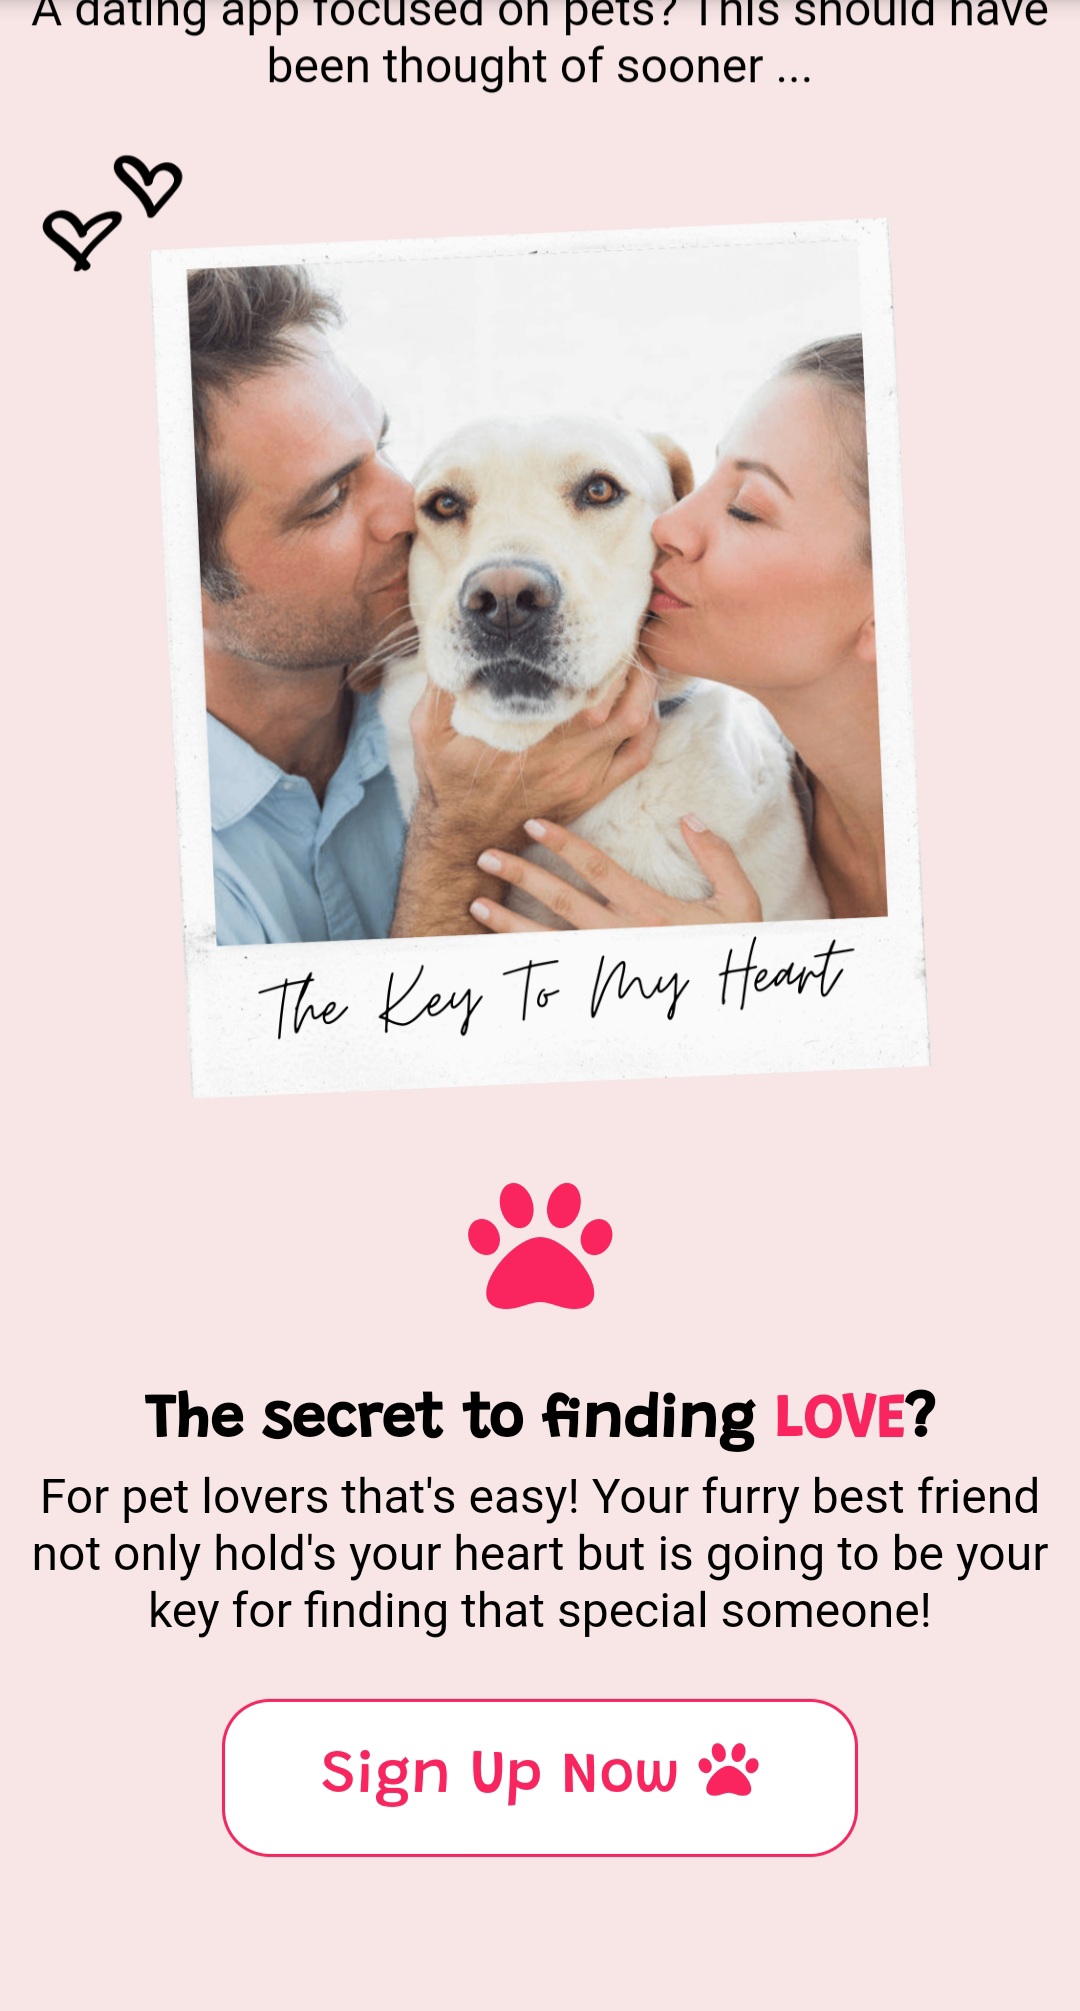 A dating app focused on pets? This should have
been thought of sooner ...
The Key To My Heart
The secret to finding LOVE?
For pet lovers that's easy! Your furry best friend
not only hold's your heart but is going to be your
key for finding that special someone!
Sign Up Now